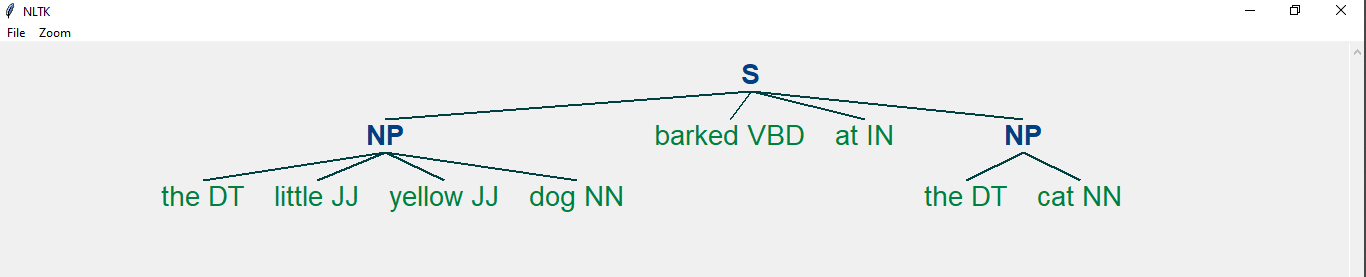 NLTK
File Zoom
S
NP barked VBD at IN NP
the DT little JJ yellow JJ dog NN the DT cat NN